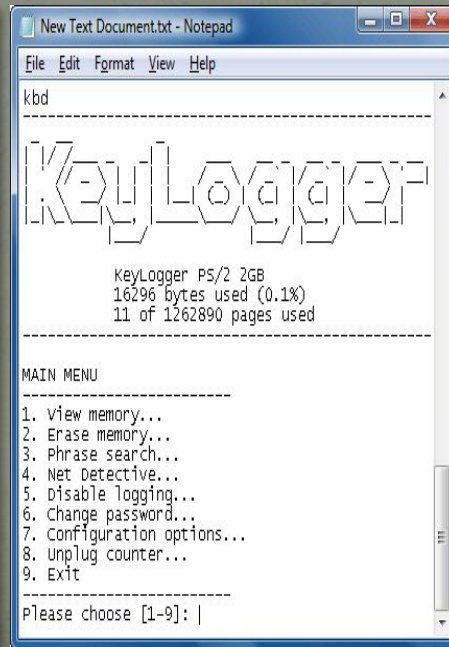 New Text Document.txt - Notepad
File Edit Format View Help
kbd
-------------------------------------------------
KeyLogger
KeyLogger PS/2 2GB
16296 bytes used (0.1%)
11 of 1262890 pages used
-------------------------------------------------
MAIN MENU
-------------------------
1. View memory...
2. Erase memory...
3. Phrase search...
4. Net Detective...
5. Disable logging...
6. Change password...
7. Configuration options...
8. Unplug counter...
9. Exit
-------------------------
Please choose [1-9]: |